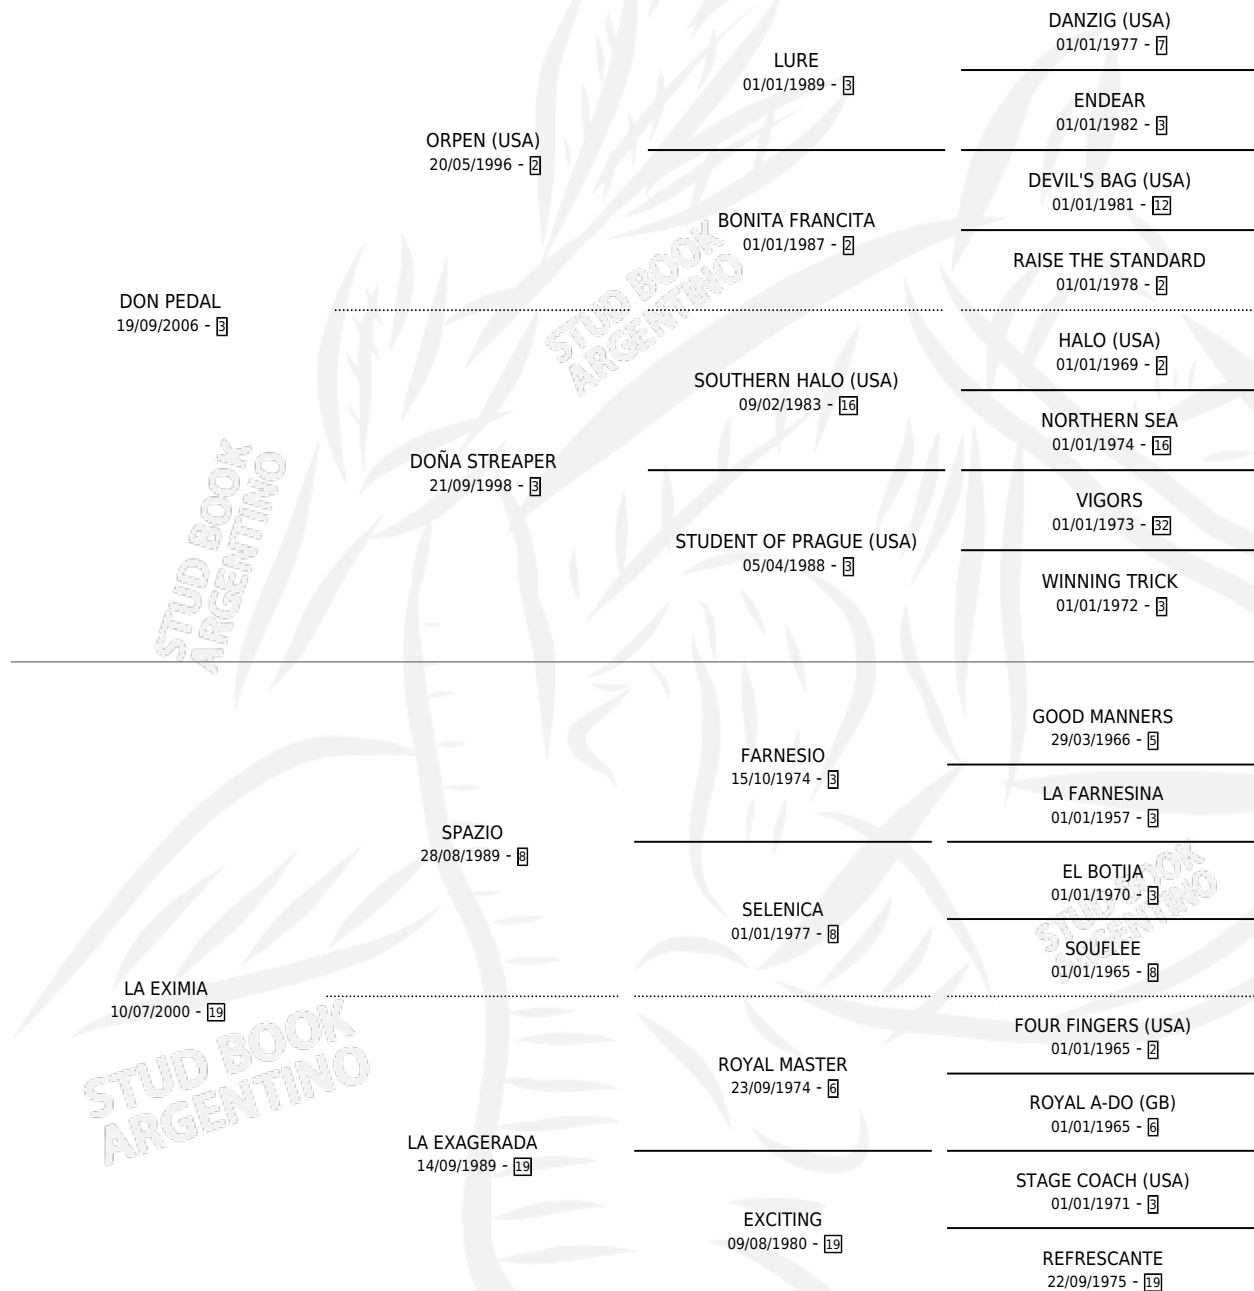 DANZIG (USA)
01/01/1977 - 7
LURE
01/01/1989 - 3
ENDEAR
01/01/1982 - 3
ORPEN (USA)
20/05/1996 - 2
DEVIL'S BAG (USA)
01/01/1981 - 12
BONITA FRANCITA
01/01/1987 - 2
RAISE THE STANDARD
01/01/1978 - 2
DON PEDAL
19/09/2006 - 3
HALO (USA)
01/01/1969 - 2
SOUTHERN HALO (USA)
09/02/1983 - 16
NORTHERN SEA
01/01/1974 - 16
DOÑA STREAPER
21/09/1998 - 3
VIGORS
01/01/1973 - 32
STUDENT OF PRAGUE (USA)
05/04/1988 - 3
WINNING TRICK
01/01/1972 - 3
GOOD MANNERS
29/03/1966 - 5
FARNESIO
15/10/1974 - 3
LA FARNESINA
01/01/1957 - 3
SPAZIO
28/08/1989 - 8
EL BOTIJA
01/01/1970 - 3
SELENICA
01/01/1977 - 8
SOUFLEE
01/01/1965 - 8
LA EXIMIA
10/07/2000 - 19
FOUR FINGERS (USA)
01/01/1965 - 2
ROYAL MASTER
23/09/1974 - 6
ROYAL A-DO (GB)
01/01/1965 - 6
LA EXAGERADA
14/09/1989 - 19
STAGE COACH (USA)
01/01/1971 - 3
EXCITING
09/08/1980 - 19
REFRESCANTE
22/09/1975 - 19
STUD BOOK
ARGENTINO
STUD BOOK
ARGENTINO
STUD BOOK
ARGENTINO
STUD BOOK
ARGENTINO